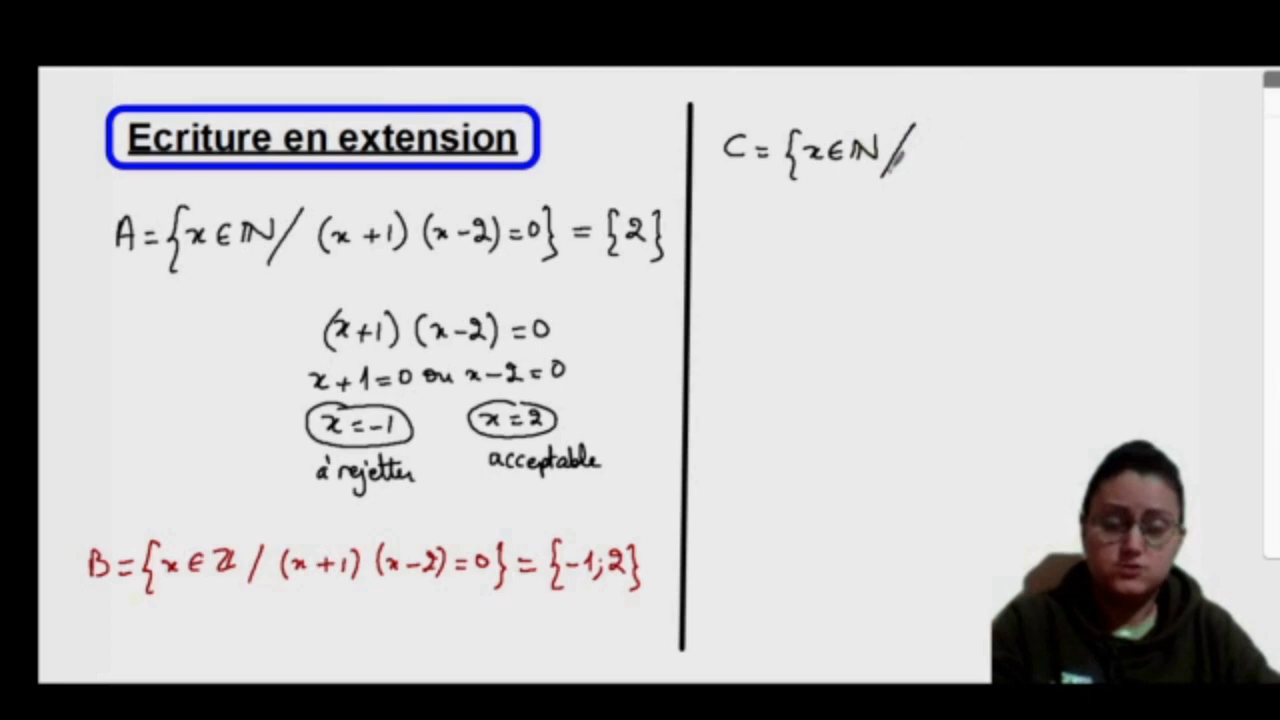 Ecriture en extension
A = {x ∈ ℕ / (x + 1) (x - 2) = 0} = {2}
(x + 1) (x - 2) = 0
x + 1 = 0 ou x - 2 = 0
x = -1 x = 2
à rejetter acceptable
B = {x ∈ ℤ / (x + 1) (x - 2) = 0} = {-1; 2}
C = {x ∈ ℕ /